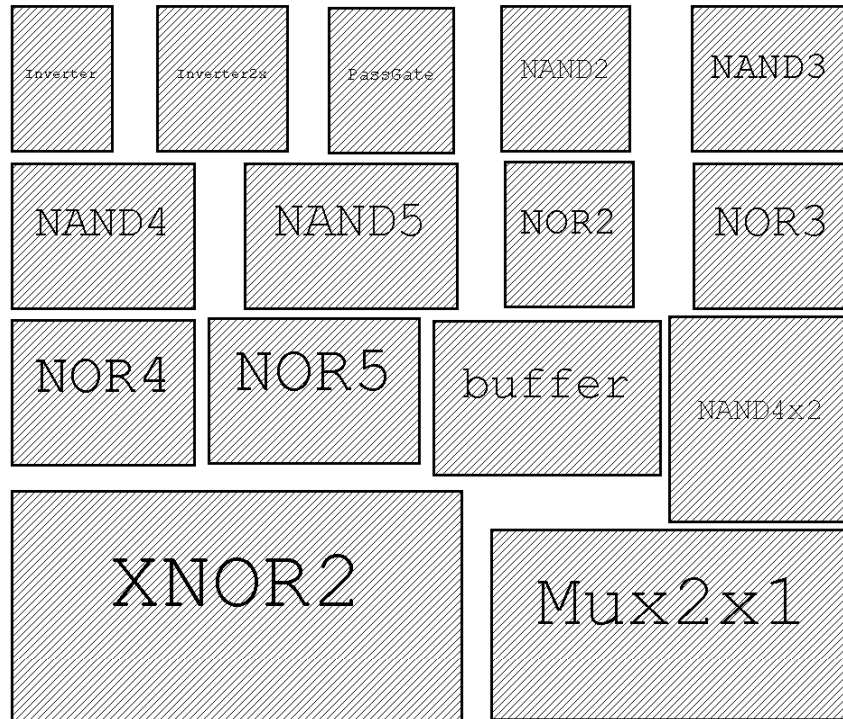 Inverter
Inverter2x
PassGate
NAND2
NAND3
NAND4
NAND5
NOR2
NOR3
NOR4
NOR5
buffer
NAND4x2
XNOR2
Mux2x1